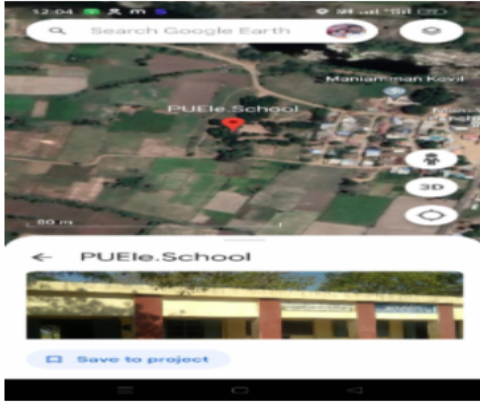 12:04
Search Google Earth
Maniamman Kovil
PUEle.School
3D
80 m
PUEle.School
Save to project